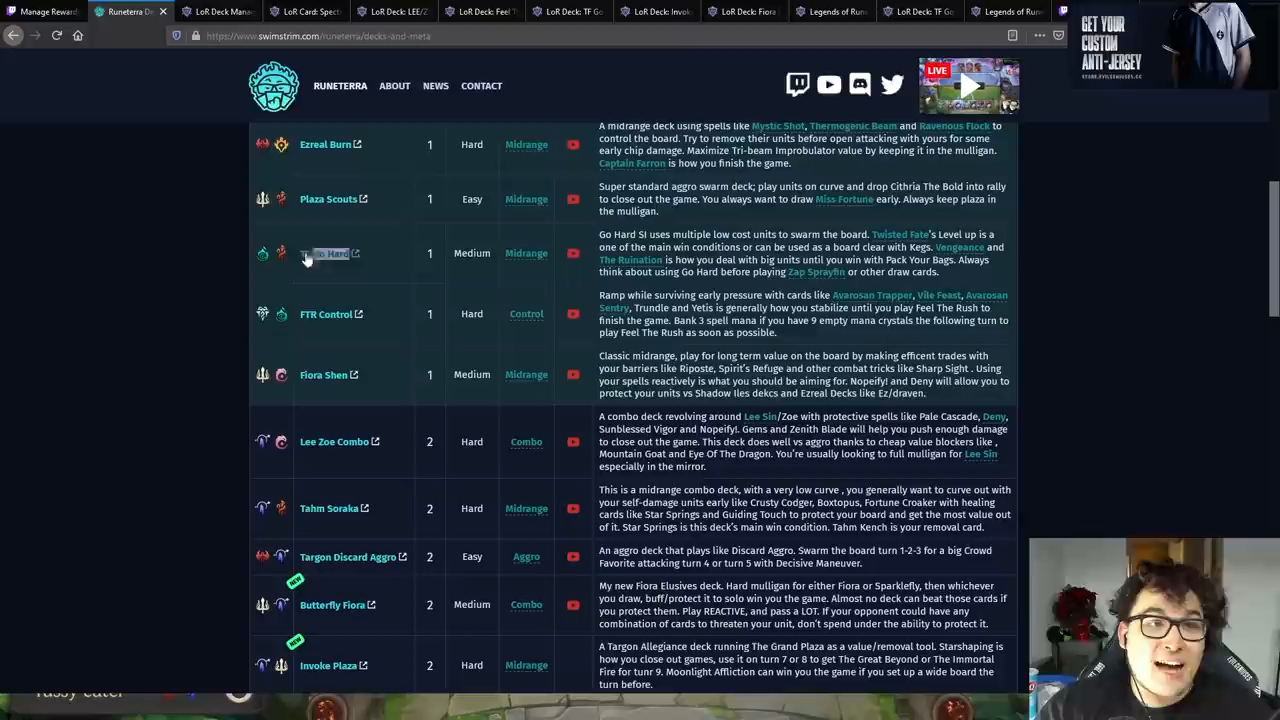 Manage Reward
Runeterra De
LoR Deck Manag
LoR Card: Spect
LoR Deck: LEE/Z
LoR Deck: Feel T
LoR Deck: TF Go
LoR Deck: Invok
LoR Deck: Fiora
Legends of Rune
LoR Deck: TF Go
Legends of Rune
https://www.swimstrim.com/runeterra/decks-and-meta
GET YOUR
CUSTOM
ANTI-JERSEY
RUNETERRA
ABOUT
NEWS
CONTACT
LIVE
Ezreal Burn
1
Hard
Midrange
A midrange deck using spells like Mystic Shot, Thermogenic Beam and Ravenous Flock to
control the board. Try to remove their units before open attacking with yours for some
early chip damage. Maximize Tri-beam Improbulator value by keeping it in the mulligan.
Captain Farron is how you finish the game.
Plaza Scouts
1
Easy
Midrange
Super standard aggro swarm deck; play units on curve and drop Cithria The Bold into rally
to close out the game. You always want to draw Miss Fortune early. Always keep plaza in
the mulligan.
Hard
1
Medium
Midrange
Go Hard SI uses multiple low cost units to swarm the board. Twisted Fate's Level up is a
one of the main win conditions or can be used as a board clear with Kegs. Vengeance and
The Ruination is how you deal with big units until you win with Pack Your Bags. Always
think about using Go Hard before playing Zap Sprayfin or other draw cards.
FTR Control
1
Hard
Control
Ramp while surviving early pressure with cards like Avarosan Trapper, Vile Feast, Avarosan
Sentry, Trundle and Yetis is generally how you stabilize until you play Feel The Rush to
finish the game. Bank 3 spell mana if you have 9 empty mana crystals the following turn to
play Feel The Rush as soon as possible.
Fiora Shen
1
Medium
Midrange
Classic midrange, play for long term value on the board by making efficent trades with
your barriers like Riposte, Spirit's Refuge and other combat tricks like Sharp Sight . Using
your spells reactively is what you should be aiming for. Nopeify! and Deny will allow you to
protect your units vs Shadow Iles dekcs and Ezreal Decks like Ez/draven.
Lee Zoe Combo
2
Hard
Combo
A combo deck revolving around Lee Sin/Zoe with protective spells like Pale Cascade, Deny,
Sunblessed Vigor and Nopeify!. Gems and Zenith Blade will help you push enough damage
to close out the game. This deck does well vs aggro thanks to cheap value blockers like ,
Mountain Goat and Eye Of The Dragon. You're usually looking to full mulligan for Lee Sin
especially in the mirror.
Tahm Soraka
2
Hard
Midrange
This is a midrange combo deck, with a very low curve , you generally want to curve out with
your self-damage units early like Crusty Codger, Boxtopus, Fortune Croaker with healing
cards like Star Springs and Guiding Touch to protect your board and get the most value out
of it. Star Springs is this deck's main win condition. Tahm Kench is your removal card.
Targon Discard Aggro
2
Easy
Aggro
An aggro deck that plays like Discard Aggro. Swarm the board turn 1-2-3 for a big Crowd
Favorite attacking turn 4 or turn 5 with Decisive Maneuver.
NEW
Butterfly Fiora
2
Medium
Combo
My new Fiora Elusives deck. Hard mulligan for either Fiora or Sparklefly, then whichever
you draw, buff/protect it to solo win you the game. Almost no deck can beat those cards if
you protect them. Play REACTIVE, and pass a LOT. If your opponent could have any
combination of cards to threaten your unit, don't spend under the ability to protect it.
NEW
Invoke Plaza
2
Hard
Midrange
A Targon Allegiance deck running The Grand Plaza as a value/removal tool. Starshaping is
how you close out games, use it on turn 7 or 8 to get The Great Beyond or The Immortal
Fire for tunr 9. Moonlight Affliction can win you the game if you set up a wide board the
turn before.